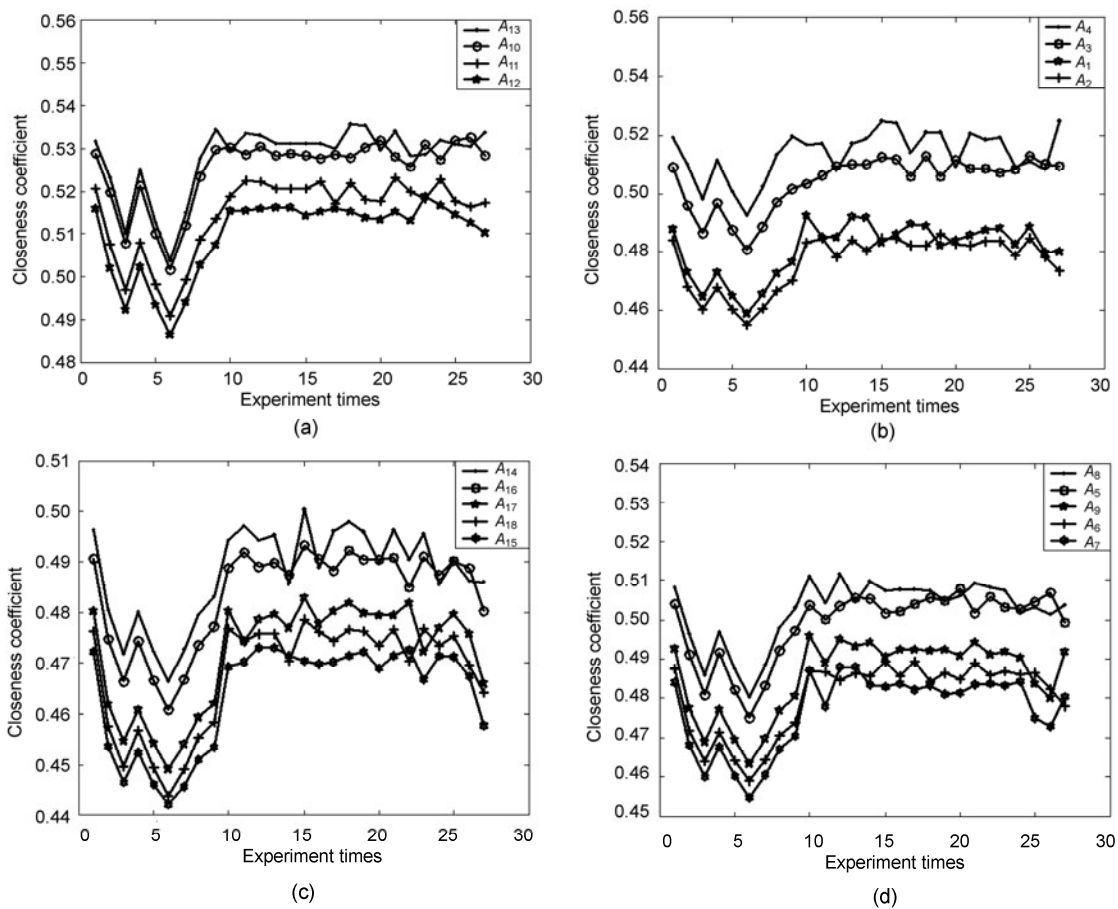 0.56
0.55
0.54
0.53
0.52
0.51
0.50
0.49
0.48
Closeness coefficient
A13
A10
A11
A12
0 5 10 15 20 25 30
Experiment times
(a)
0.56
0.54
0.52
0.50
0.48
0.46
0.44
Closeness coefficient
A4
A3
A1
A2
0 5 10 15 20 25 30
Experiment times
(b)
0.51
0.50
0.49
0.48
0.47
0.46
0.45
0.44
Closeness coefficient
A14
A16
A17
A18
A15
0 5 10 15 20 25 30
Experiment times
(c)
0.54
0.53
0.52
0.51
0.50
0.49
0.48
0.47
0.46
0.45
Closeness coefficient
A8
A5
A9
A6
A7
0 5 10 15 20 25 30
Experiment times
(d)